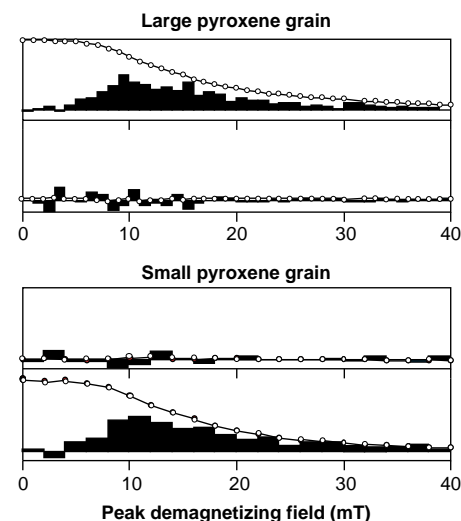 Large pyroxene grain
0 10 20 30 40
Small pyroxene grain
0 10 20 30 40
Peak demagnetizing field (mT)